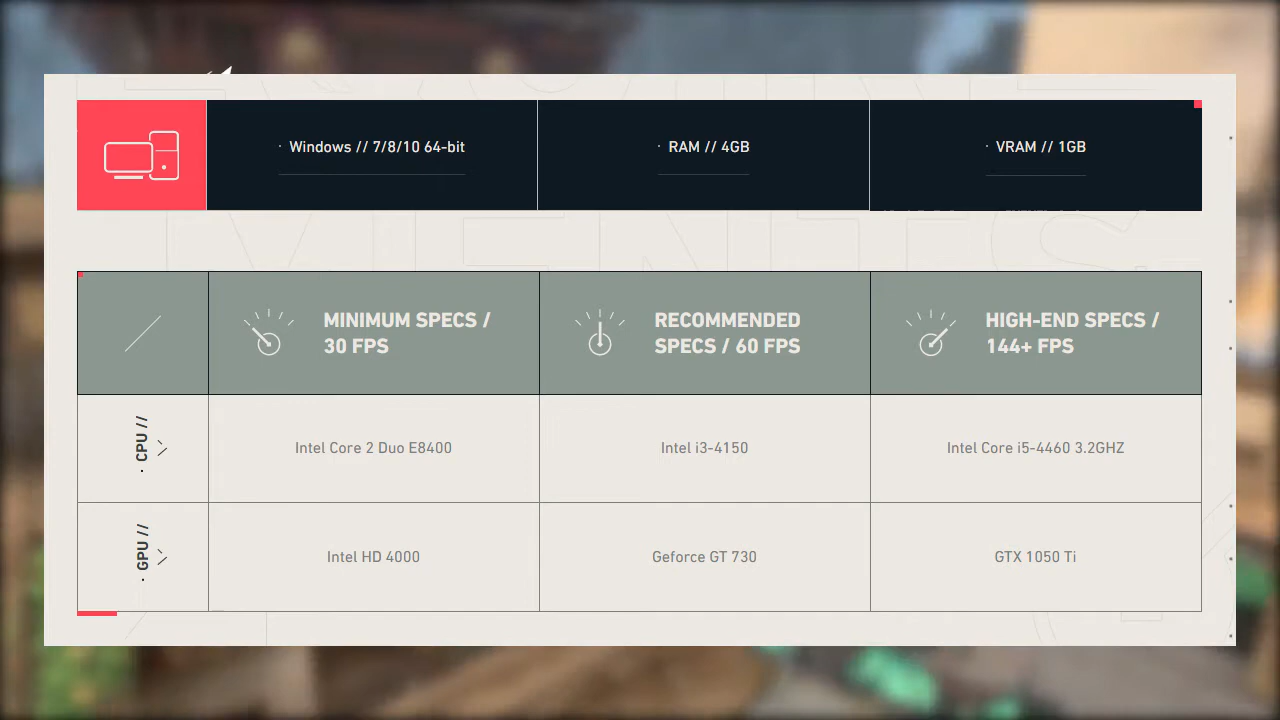 · Windows // 7/8/10 64-bit
· RAM // 4GB
· VRAM // 1GB
MINIMUM SPECS /
30 FPS
RECOMMENDED
SPECS / 60 FPS
HIGH-END SPECS /
144+ FPS
· CPU //
Intel Core 2 Duo E8400
Intel i3-4150
Intel Core i5-4460 3.2GHZ
· GPU //
Intel HD 4000
Geforce GT 730
GTX 1050 Ti